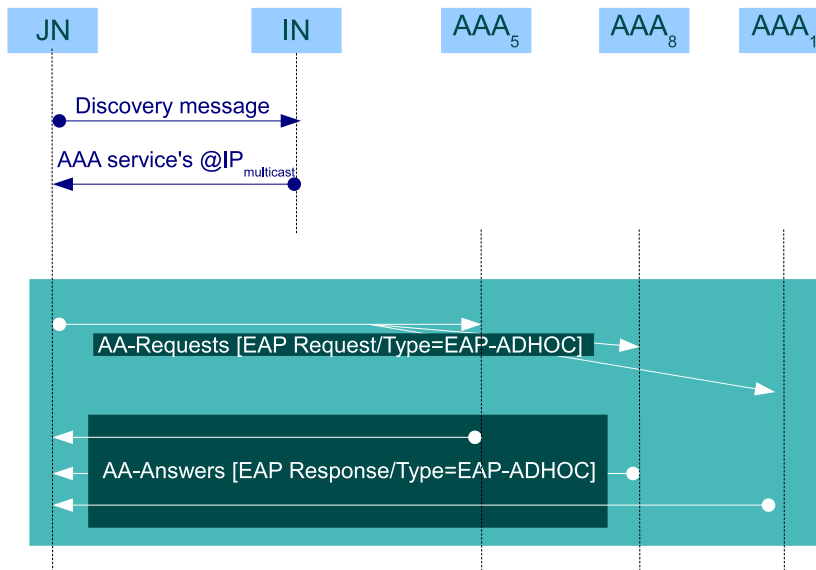 JN
IN
AAA5
AAA8
AAA1
Discovery message
AAA service's @IPmulticast
AA-Requests [EAP Request/Type=EAP-ADHOC]
AA-Answers [EAP Response/Type=EAP-ADHOC]